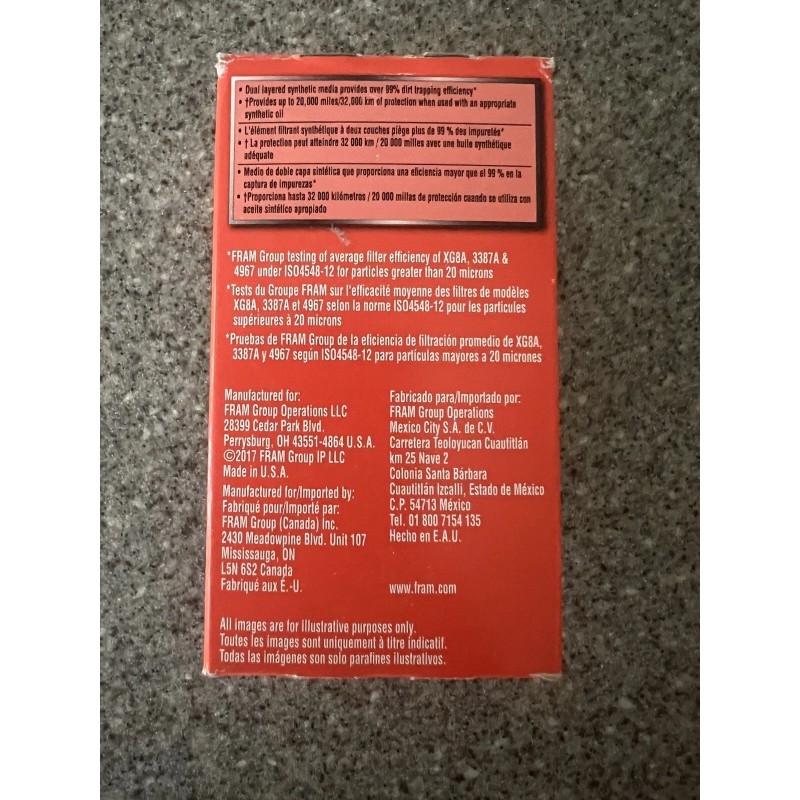 • Dual layered synthetic media provides over 99% dirt trapping efficiency*
• †Provides up to 20,000 miles/32,000 km of protection when used with an appropriate
synthetic oil
• L'élément filtrant synthétique à deux couches piège plus de 99 % des impuretés*
• † La protection peut atteindre 32 000 km / 20 000 milles avec une huile synthétique
adéquate
• Medio de doble capa sintética que proporciona una eficiencia mayor que el 99 % en la
captura de impurezas*
• †Proporciona hasta 32 000 kilómetros / 20 000 millas de protección cuando se utiliza con
aceite sintético apropiado
*FRAM Group testing of average filter efficiency of XG8A, 3387A &
4967 under ISO4548-12 for particles greater than 20 microns
*Tests du Groupe FRAM sur l'efficacité moyenne des filtres de modèles
XG8A, 3387A et 4967 selon la norme ISO4548-12 pour les particules
supérieures à 20 microns
*Pruebas de FRAM Group de la eficiencia de filtración promedio de XG8A,
3387A y 4967 según ISO4548-12 para partículas mayores a 20 micrones
Manufactured for:
FRAM Group Operations LLC
28399 Cedar Park Blvd.
Perrysburg, OH 43551-4864 U.S.A.
©2017 FRAM Group IP LLC
Made in U.S.A.
Manufactured for/Imported by:
Fabriqué pour/Importé par:
FRAM Group (Canada) Inc.
2430 Meadowpine Blvd. Unit 107
Mississauga, ON
L5N 6S2 Canada
Fabriqué aux É.-U.
Fabricado para/Importado por:
FRAM Group Operations
Mexico City S.A. de C.V.
Carretera Teoloyucan Cuautitlán
km 25 Nave 2
Colonia Santa Bárbara
Cuautitlán Izcalli, Estado de México
C.P. 54713 México
Tel. 01 800 7154 135
Hecho en E.A.U.
www.fram.com
All images are for illustrative purposes only.
Toutes les images sont uniquement à titre indicatif.
Todas las imágenes son solo parafines ilustrativos.